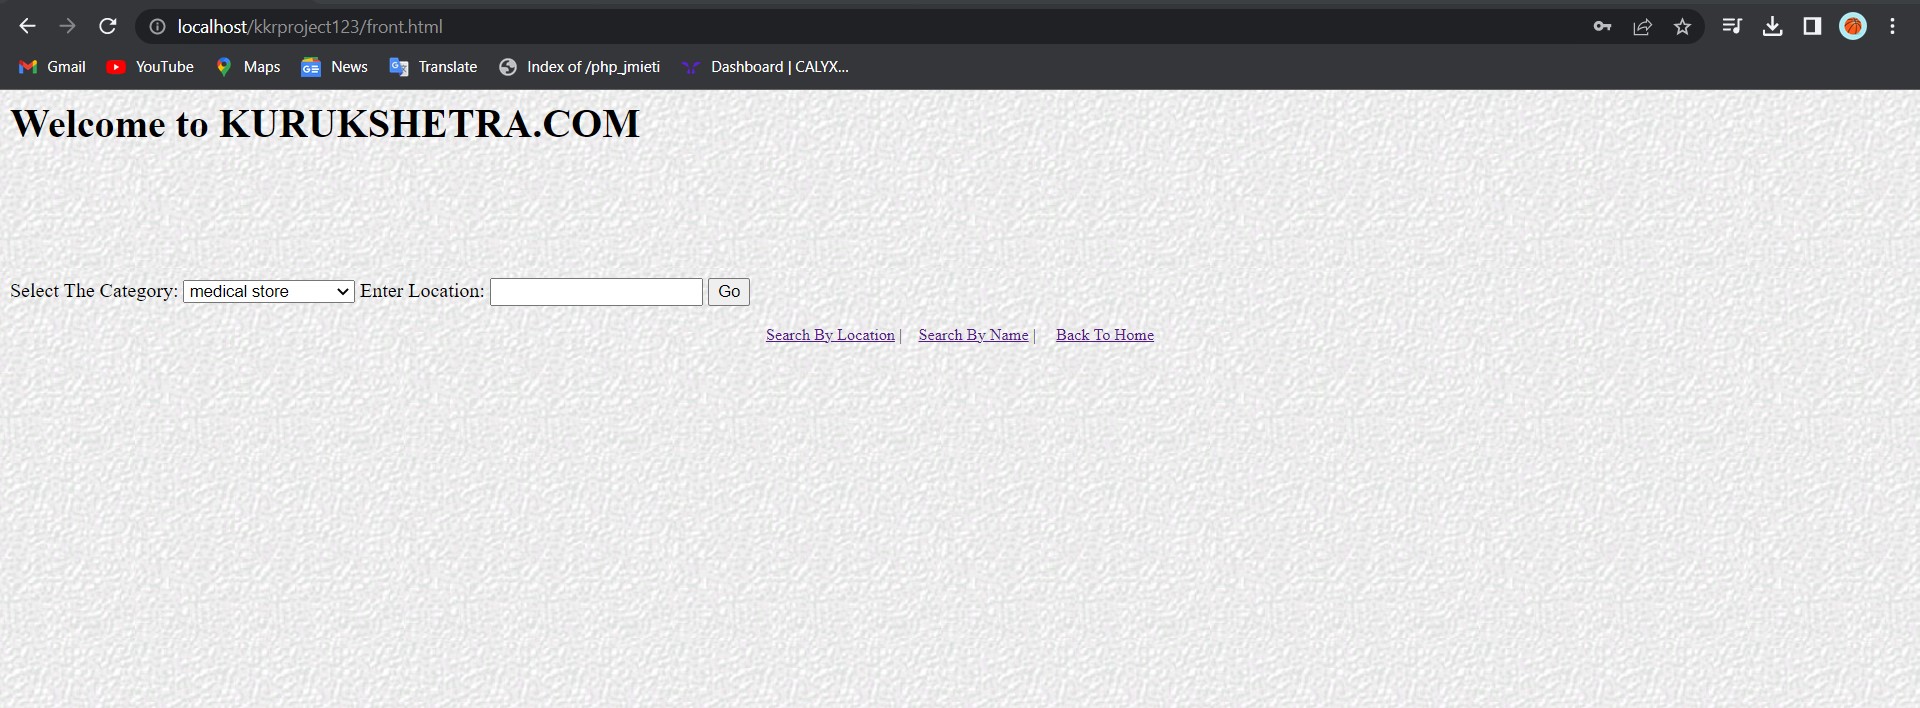 localhost/kkrproject123/front.html
Gmail YouTube Maps News Translate Index of /php_jmieti Dashboard | CALYX...
Welcome to KURUKSHETRA.COM
Select The Category: medical store Enter Location: Go
Search By Location | Search By Name | Back To Home